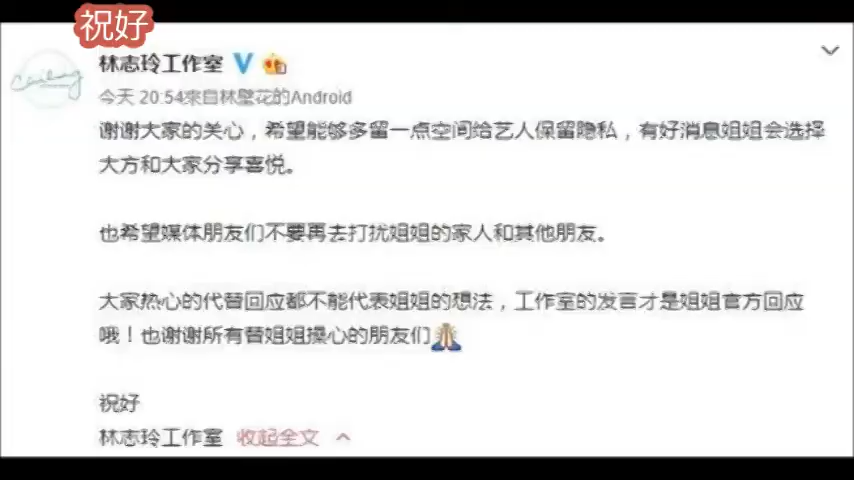 祝好
林志玲工作室
今天 20:54来自林壁花的Android
谢谢大家的关心，希望能够多留一点空间给艺人保留隐私，有好消息姐姐会选择
大方和大家分享喜悦。
也希望媒体朋友们不要再去打扰姐姐的家人和其他朋友。
大家热心的代替回应都不能代表姐姐的想法，工作室的发言才是姐姐官方回应
哦！也谢谢所有替姐姐操心的朋友们
祝好
林志玲工作室 收起全文